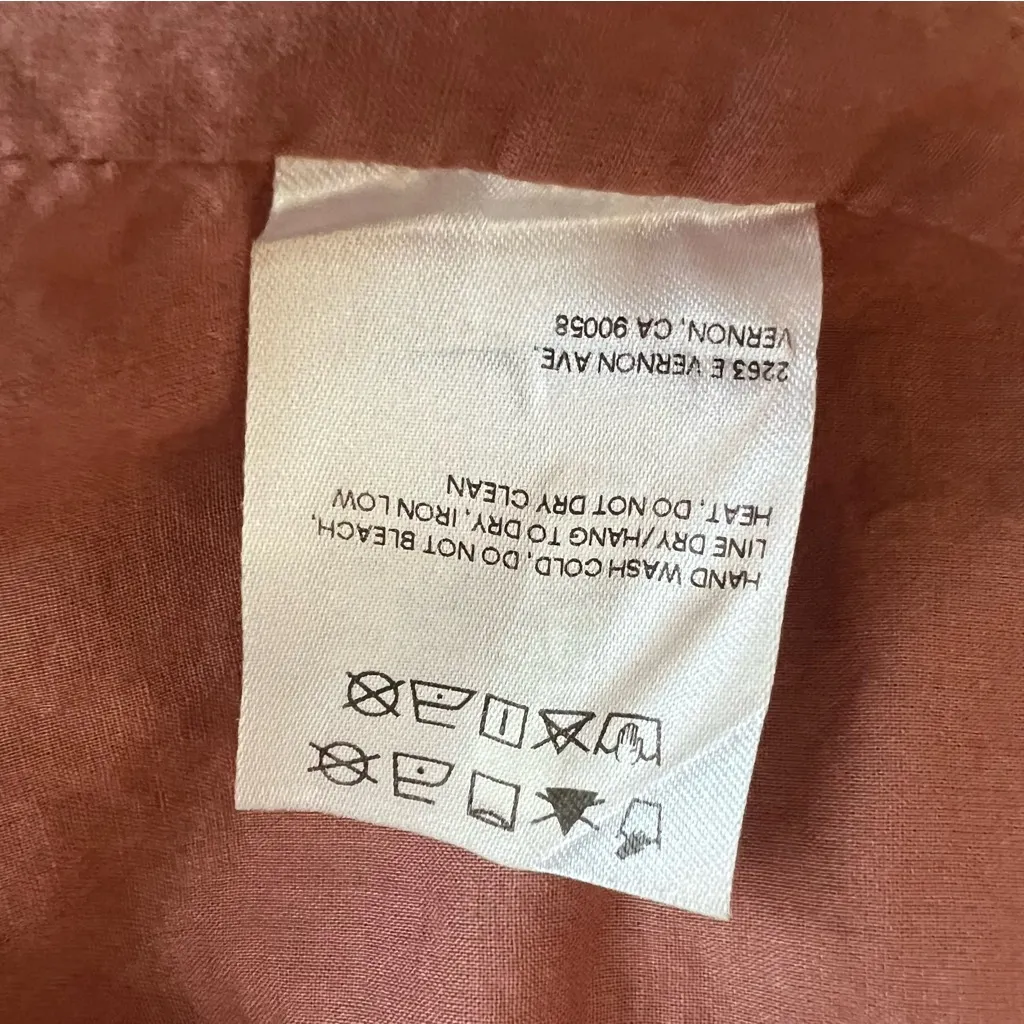 HAND WASH COLD, DO NOT BLEACH,
LINE DRY/HANG TO DRY, IRON LOW
HEAT, DO NOT DRY CLEAN
2263 E VERNON AVE.
VERNON, CA 90058